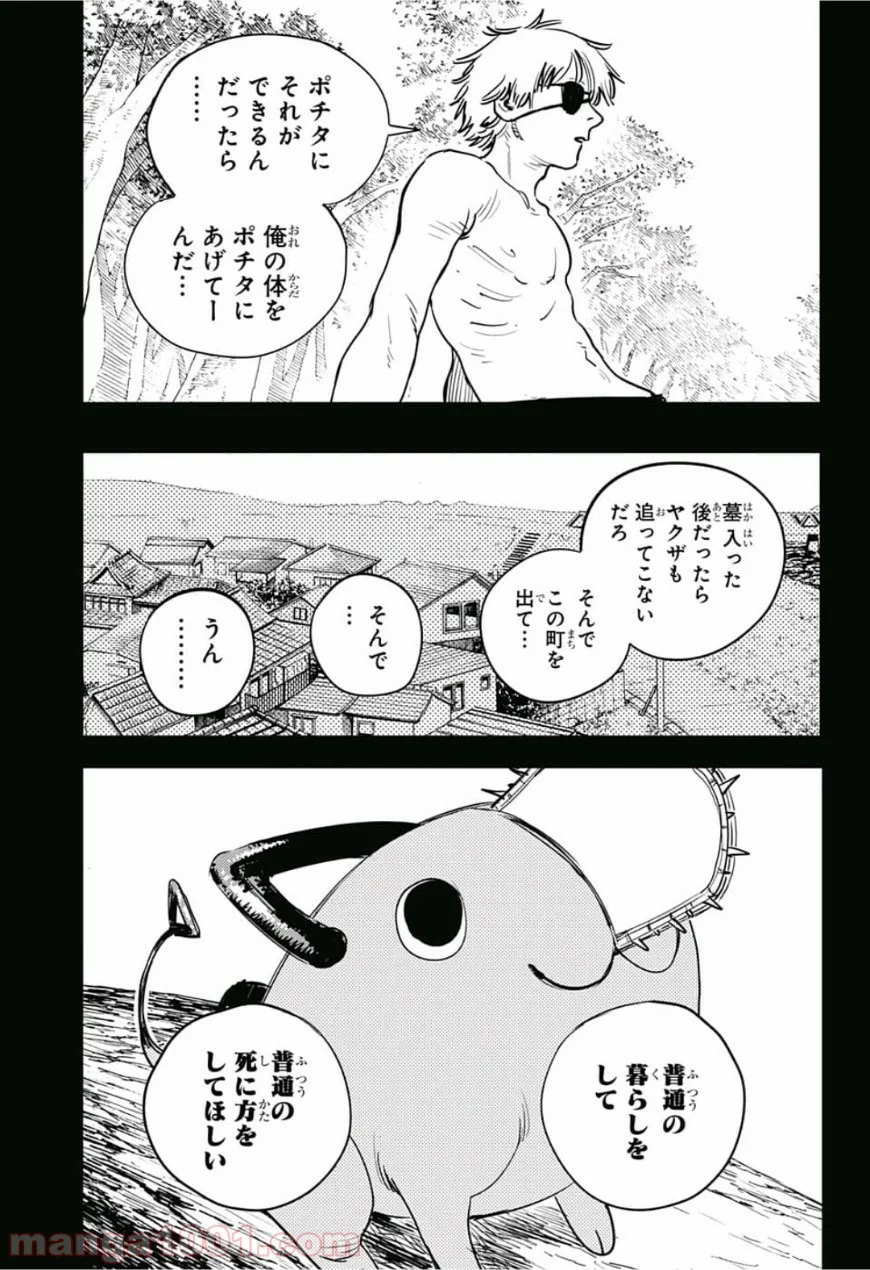 ポチタに
それが
できるん
だったら
……
俺の体を
ポチタに
あげてー
んだ…
墓入った
後だったら
ヤクザも
追ってこない
だろ
そんで
この町を
出て…
そんで
…
うん
………
普通の
暮らしを
して
普通の
死に方を
してほしい
manga1001.com